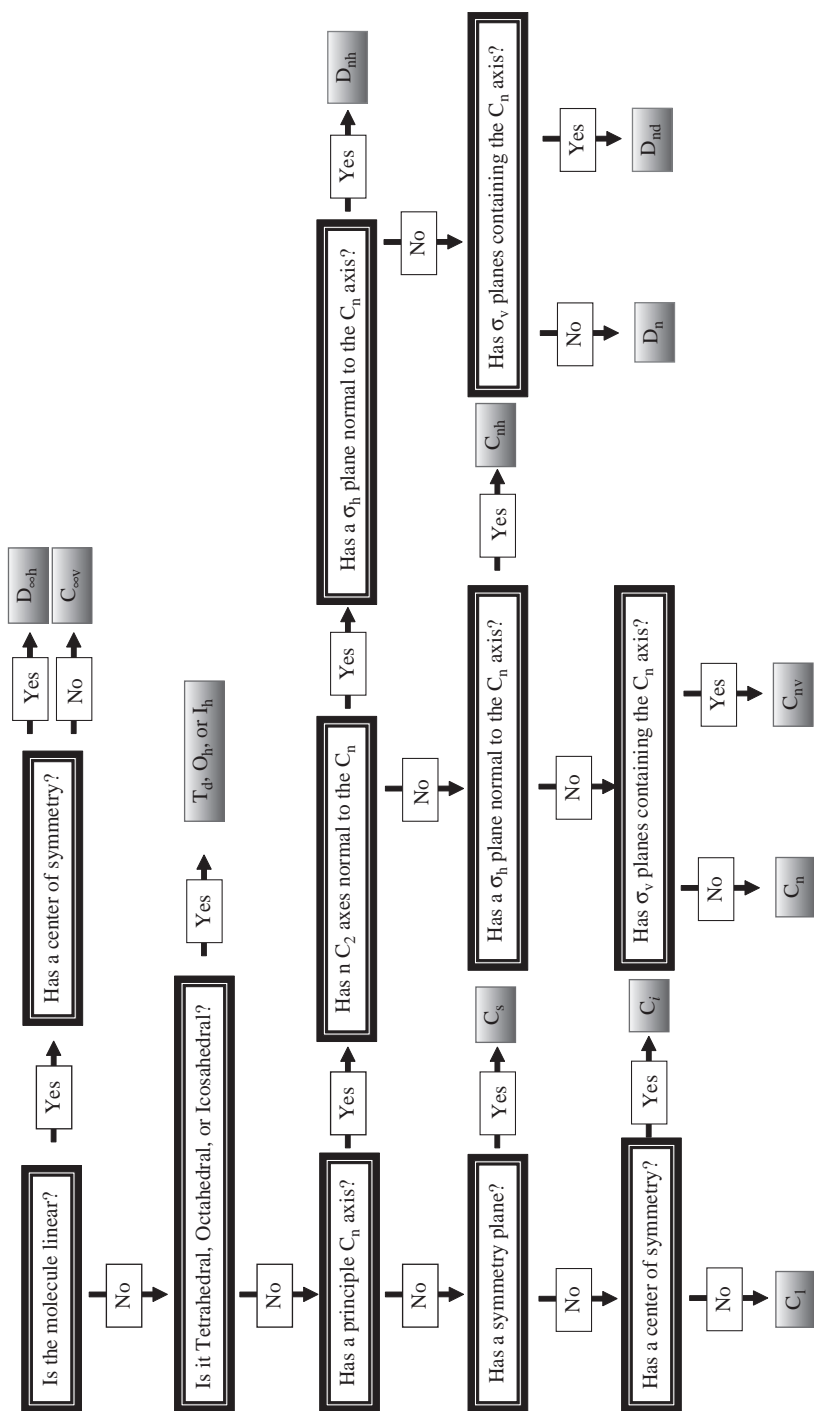 Is the molecule linear?
Yes
Has a center of symmetry?
Yes
D∞h
No
C∞v
No
Is it Tetrahedral, Octahedral, or Icosahedral?
Yes
Td, Oh, or Ih
No
Has a principle Cn axis?
Yes
Has n C2 axes normal to the Cn
Yes
Has a σh plane normal to the Cn axis?
Yes
Dnh
No
No
No
Has a symmetry plane?
Yes
Cs
Has a σh plane normal to the Cn axis?
Yes
Cnh
Has σv planes containing the Cn axis?
No
No
No
Yes
Dn
Dnd
Has a center of symmetry?
Yes
Ci
Has σv planes containing the Cn axis?
No
No
Yes
C1
Cn
Cnv